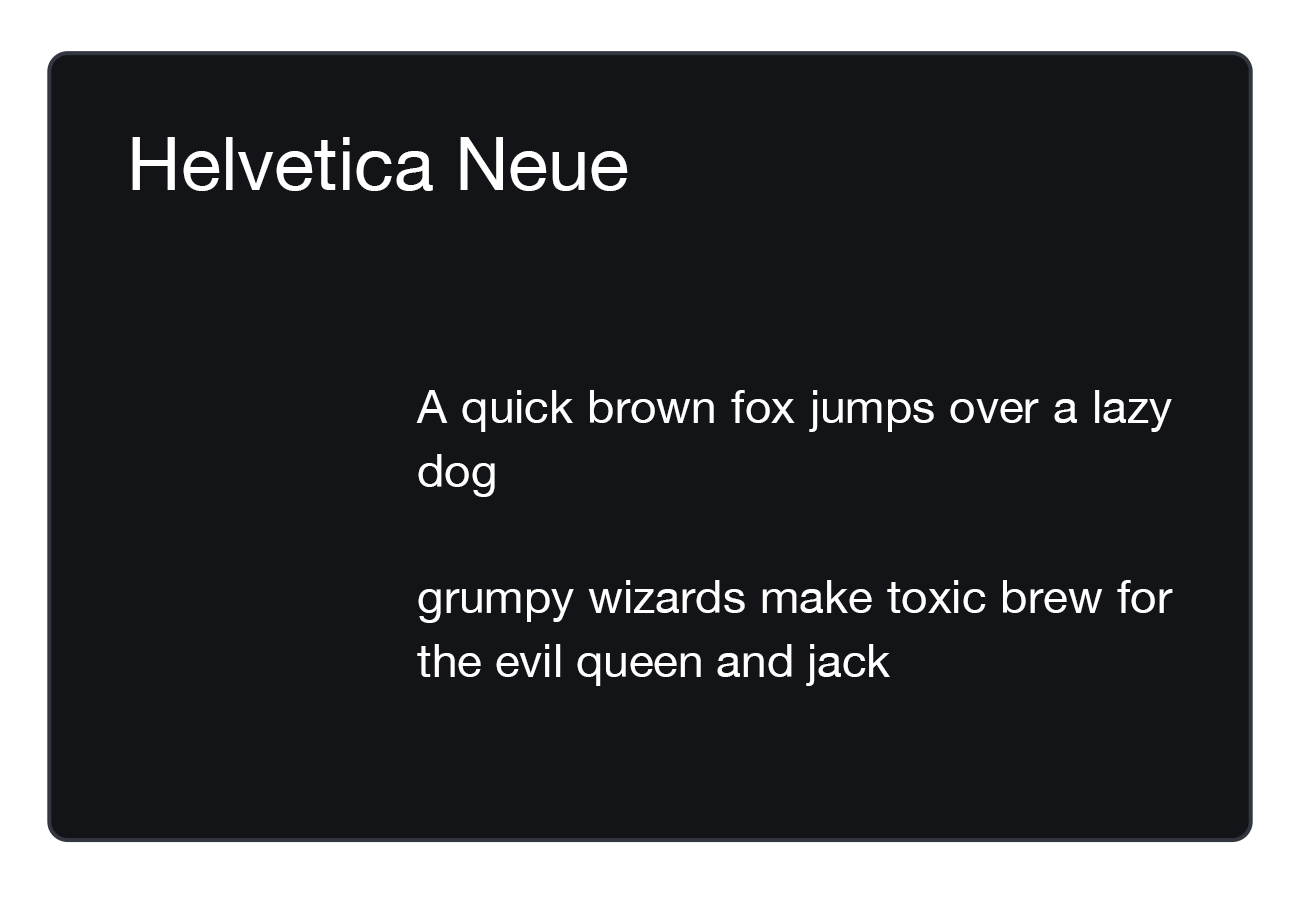 Helvetica Neue
A quick brown fox jumps over a lazy
dog
grumpy wizards make toxic brew for
the evil queen and jack